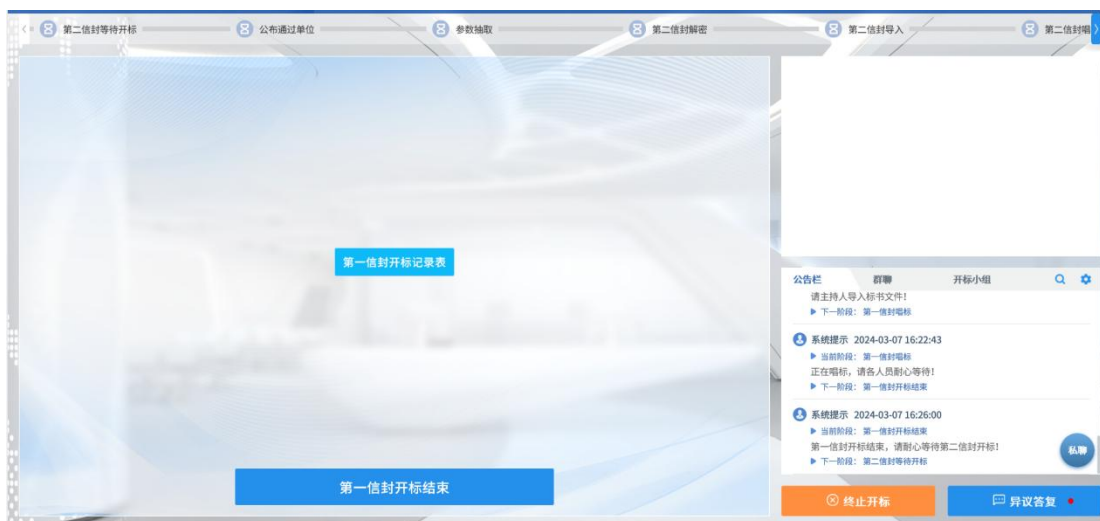 第二信封等待开标
公布通过单位
参数抽取
第二信封解密
第二信封导入
第二信封唱
第一信封开标记录表
第一信封开标结束
公告栏
群聊
开标小组
请主持人导入标书文件！
下一阶段： 第一信封唱标
系统提示 2024-03-07 16:22:43
当前阶段： 第一信封唱标
正在唱标，请各人员耐心等待！
下一阶段： 第一信封开标结束
系统提示 2024-03-07 16:26:00
当前阶段： 第一信封开标结束
第一信封开标结束，请耐心等待第二信封开标！
下一阶段： 第二信封等待开标
私聊
终止开标
异议答复